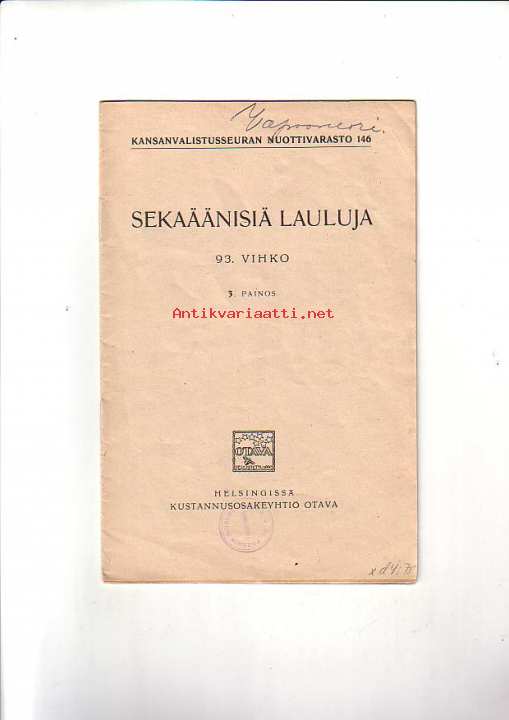 KANSANVALISTUSSEURAN NUOTTIVARASTO 146
SEKAÄÄNISIÄ LAULUJA
93. VIHKO
3. PAINOS
Antikvariaatti.net
OTAVA
HELSINGISSÄ
KUSTANNUSOSAKEYHTIÖ OTAVA